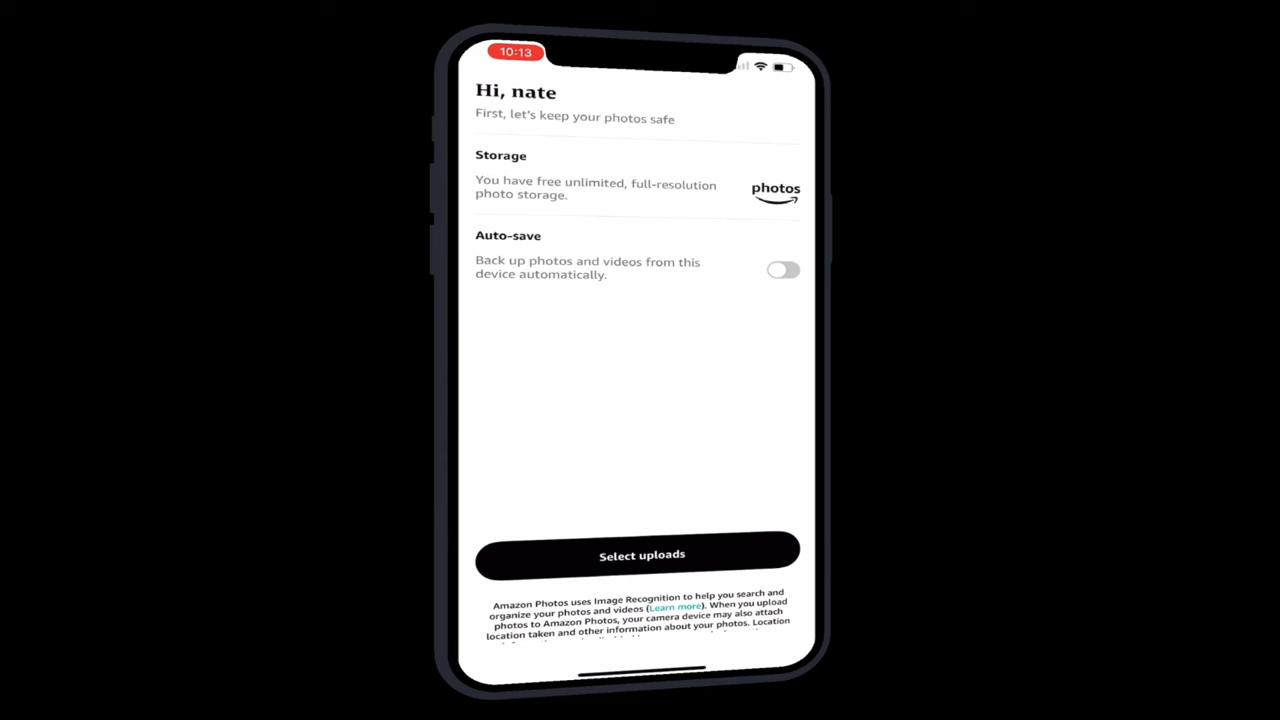 10:13
Hi, nate
First, let's keep your photos safe
Storage
You have free unlimited, full-resolution
photo storage.
photos
Auto-save
Back up photos and videos from this
device automatically.
Select uploads
Amazon Photos uses Image Recognition to help you search and
organize your photos and videos (Learn more). When you upload
photos to Amazon Photos, your camera device may also attach
location taken and other information about your photos. Location